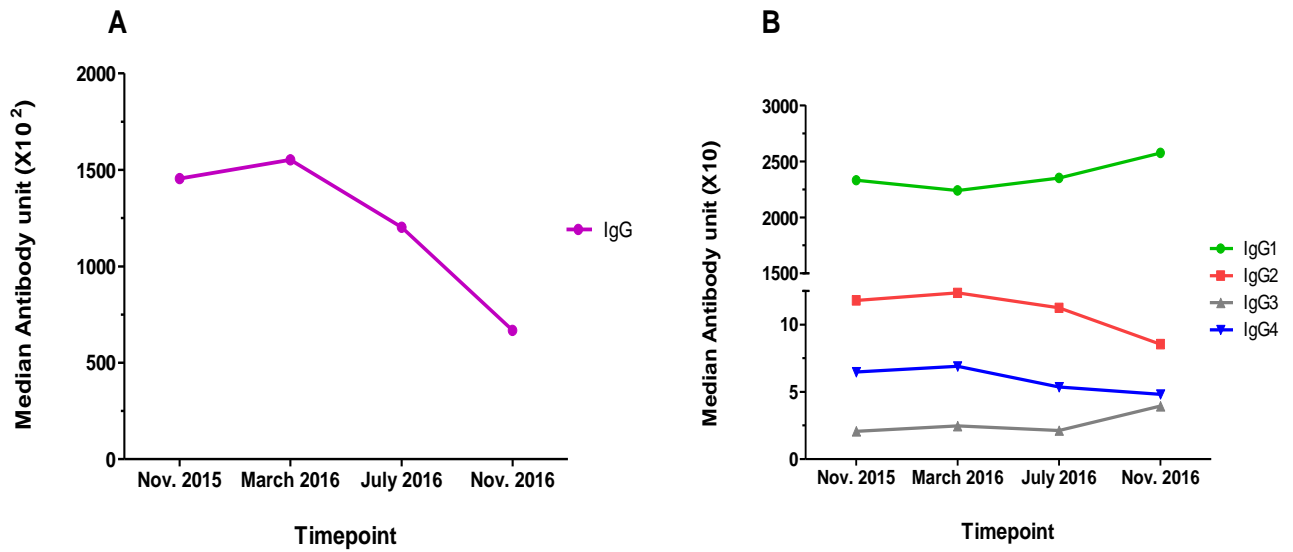 A
Median Antibody unit (X10²)
2000
1500
1000
500
0
Nov. 2015 March 2016 July 2016 Nov. 2016
Timepoint
IgG
B
Median Antibody unit (X10)
3000
2500
2000
1500
10
5
0
Nov. 2015 March 2016 July 2016 Nov. 2016
Timepoint
IgG1
IgG2
IgG3
IgG4